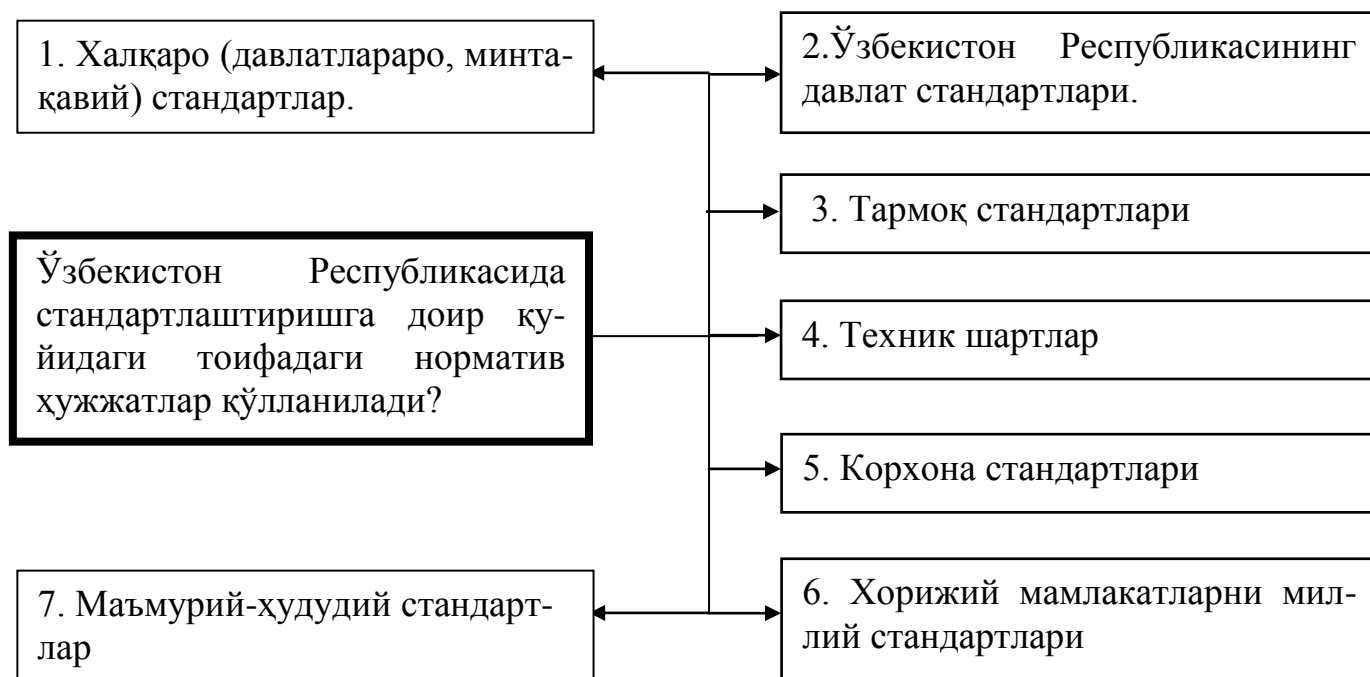 1. Халқаро (давлатлараро, минта-
қавий) стандартлар.
2.Ўзбекистон Республикасининг
давлат стандартлари.
3. Тармоқ стандартлари
Ўзбекистон Республикасида
стандартлаштиришга доир қу-
йидаги тоифадаги норматив
ҳужжатлар қўлланилади?
4. Техник шартлар
5. Корхона стандартлари
7. Маъмурий-ҳудудий стандарт-
лар
6. Хорижий мамлакатларни мил-
лий стандартлари